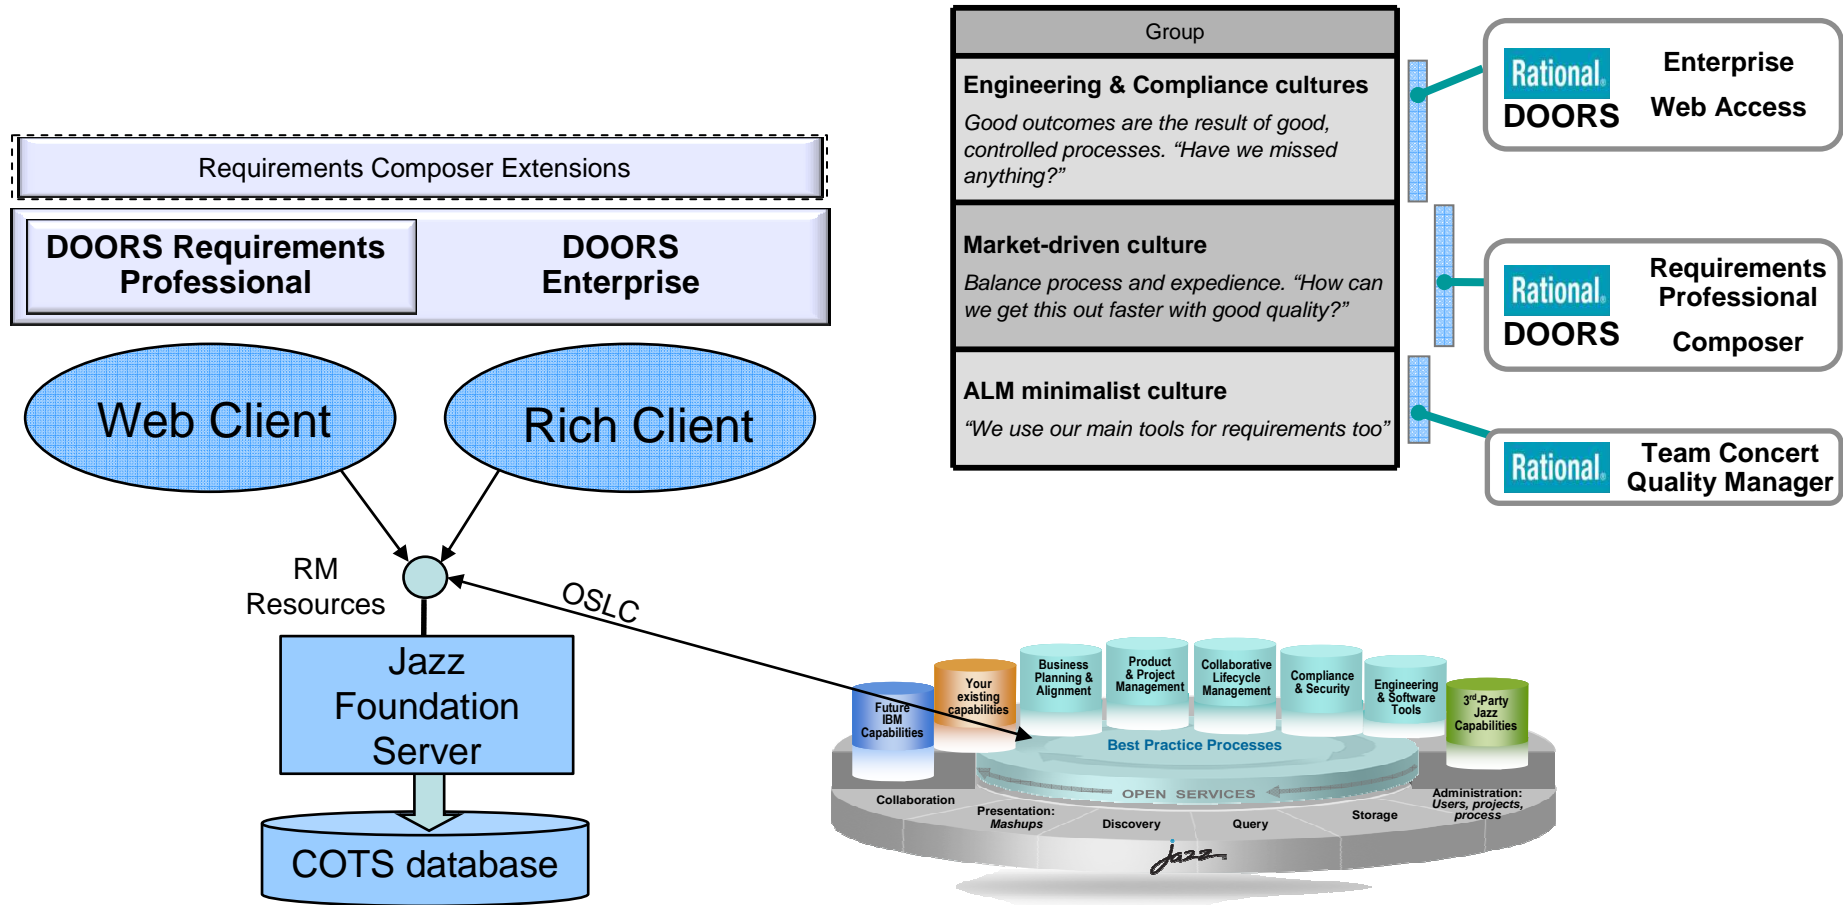 Requirements Composer Extensions
DOORS Requirements
Professional
DOORS
Enterprise
Web Client
Rich Client
RM
Resources
OSLC
Jazz
Foundation
Server
COTS database
Group
Engineering & Compliance cultures
Good outcomes are the result of good,
controlled processes. “Have we missed
anything?”
Market-driven culture
Balance process and expedience. “How can
we get this out faster with good quality?”
ALM minimalist culture
“We use our main tools for requirements too”
Rational®
DOORS
Enterprise
Web Access
Rational®
DOORS
Requirements
Professional
Composer
Rational®
Team Concert
Quality Manager
Future
IBM
Capabilities
Your
existing
capabilities
Business
Planning &
Alignment
Product
& Project
Management
Collaborative
Lifecycle
Management
Compliance
& Security
Engineering
& Software
Tools
3rd-Party
Jazz
Capabilities
Best Practice Processes
OPEN SERVICES
Collaboration
Presentation:
Mashups
Discovery
Query
Storage
Administration:
Users, projects,
process
jazz